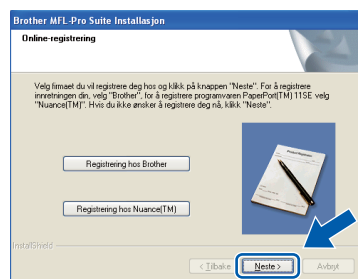 Brother MFL-Pro Suite Installasjon
Online-registrering
Velg firmaet du vil registrere deg hos og klikk på knappen "Neste". For å registrere
innretningen din, velg "Brother", for å registrere programvaren PaperPort(TM) 11SE velg
"Nuance(TM)". Hvis du ikke ønsker å registrere deg nå, klikk "Neste".
Registrering hos Brother
Registrering hos Nuance(TM)
InstallShield
< Tilbake
Neste >
Avbryt